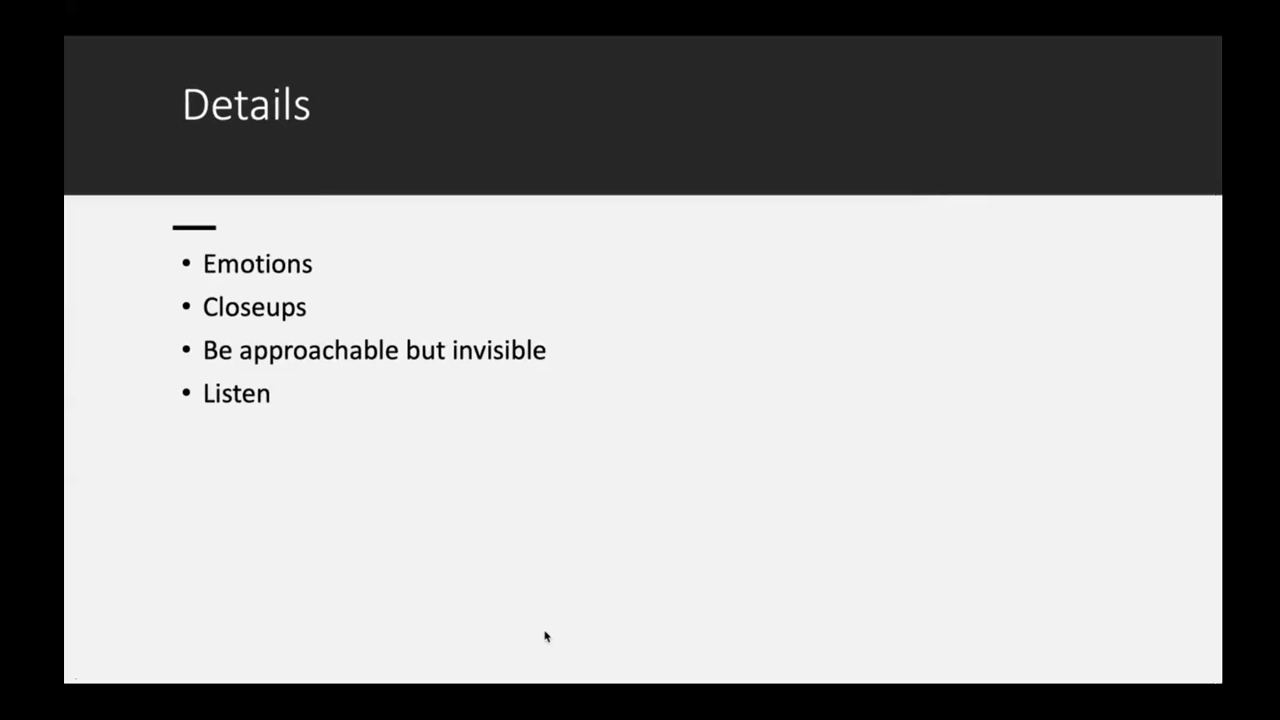 Details
• Emotions
• Closeups
• Be approachable but invisible
• Listen